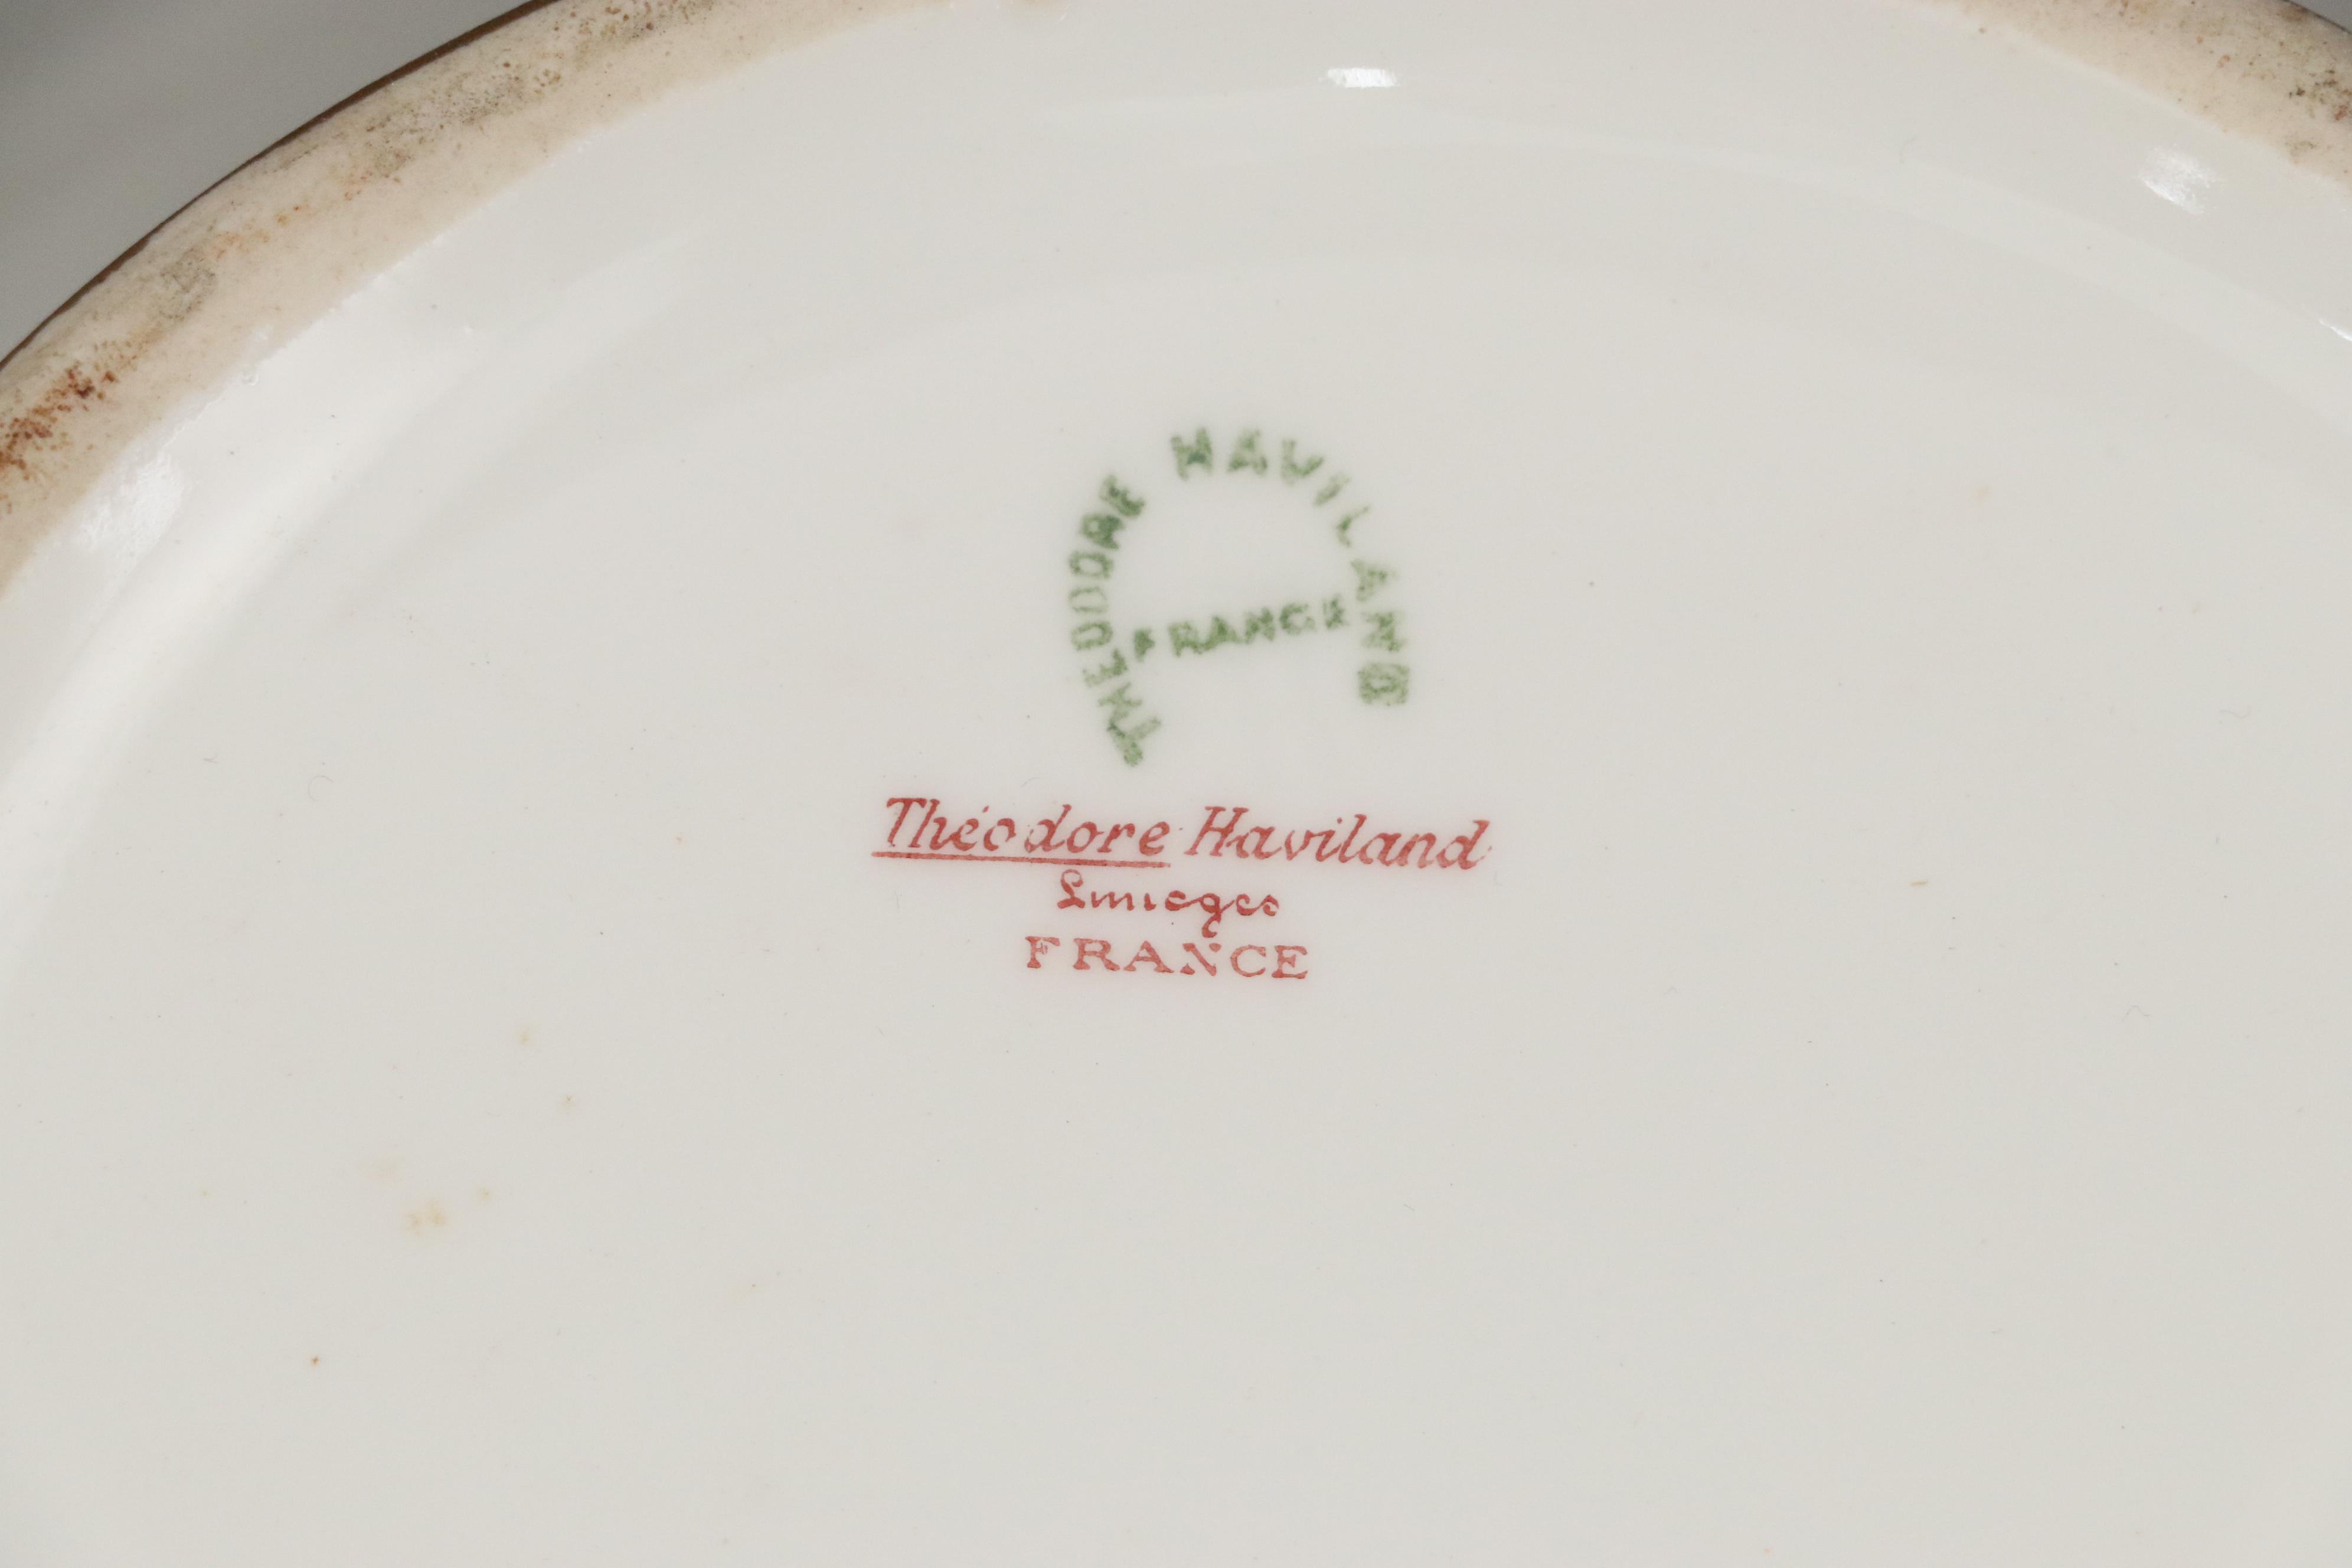 THEODORE HAVILAND
FRANCE
Théodore Haviland
Limoges
FRANCE